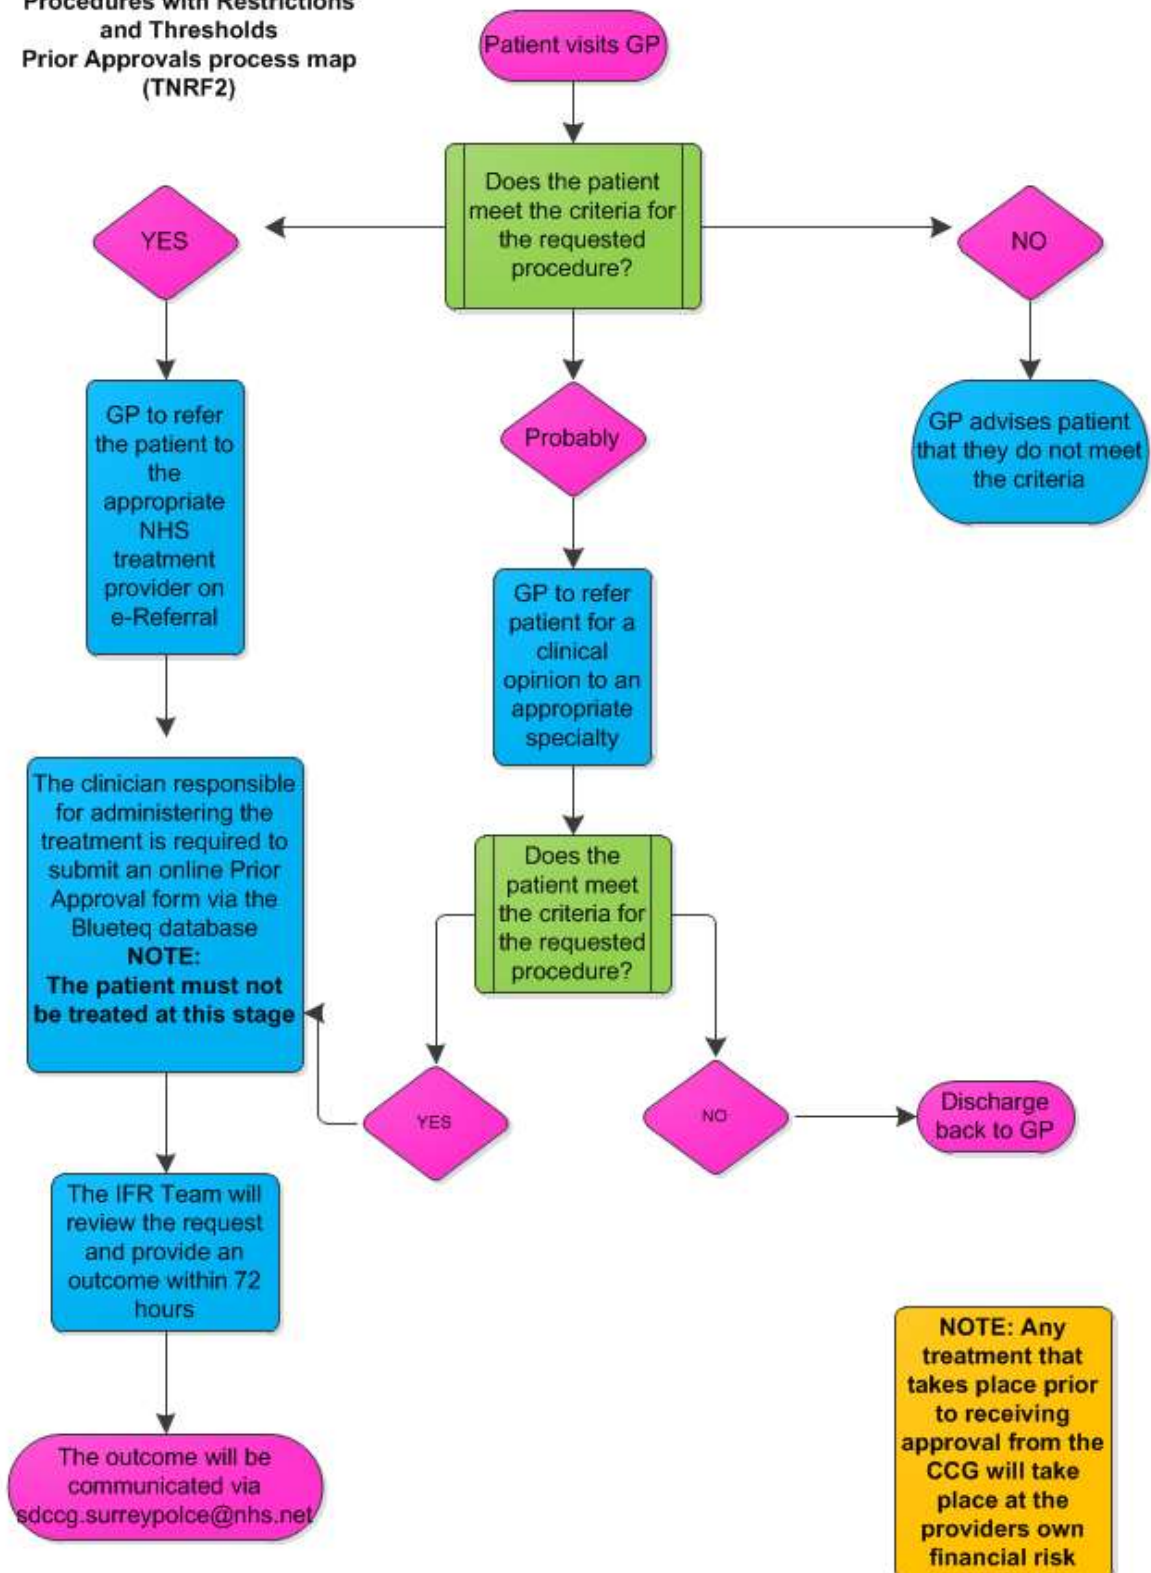 Procedures with Restrictions
and Thresholds
Prior Approvals process map
(TNRF2)
Patient visits GP
Does the patient
meet the criteria for
the requested
procedure?
YES
NO
Probably
GP to refer
the patient to
the
appropriate
NHS
treatment
provider on
e-Referral
GP advises patient
that they do not meet
the criteria
GP to refer
patient for a
clinical
opinion to an
appropriate
specialty
The clinician responsible
for administering the
treatment is required to
submit an online Prior
Approval form via the
Blueteq database
NOTE:
The patient must not
be treated at this stage
Does the
patient meet
the criteria for
the requested
procedure?
YES
NO
Discharge
back to GP
The IFR Team will
review the request
and provide an
outcome within 72
hours
The outcome will be
communicated via
sdccg.surreypolce@nhs.net
NOTE: Any
treatment that
takes place prior
to receiving
approval from the
CCG will take
place at the
providers own
financial risk